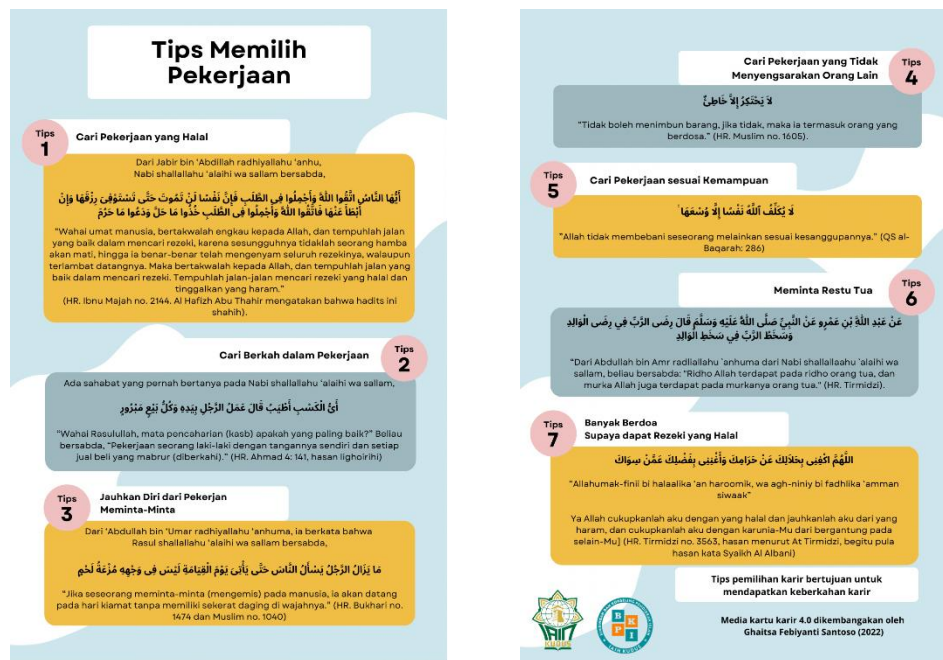 Tips Memilih
Pekerjaan
Tips
1
Cari Pekerjaan yang Halal
Dari Jabir bin 'Abdillah radhiyallahu 'anhu,
Nabi shallallahu 'alaihi wa sallam bersabda,
أَيُّهَا النَّاسُ اتَّقُوا اللَّهَ وَأَجْمِلُوا فِى الطَّلَبِ فَإِنَّ نَفْسًا لَنْ تَمُوتَ حَتَّى تَسْتَوْفِىَ رِزْقَهَا وَإِنْ
أَبْطَأَ عَنْهَا فَاتَّقُوا اللَّهَ وَأَجْمِلُوا فِى الطَّلَبِ خُذُوا مَا حَلَّ وَدَعُوا مَا حَرُمَ
"Wahai umat manusia, bertakwalah engkau kepada Allah, dan tempuhlah jalan
yang baik dalam mencari rezeki, karena sesungguhnya tidaklah seorang hamba
akan mati, hingga ia benar-benar telah mengenyam seluruh rezekinya, walaupun
terlambat datangnya. Maka bertakwalah kepada Allah, dan tempuhlah jalan yang
baik dalam mencari rezeki. Tempuhlah jalan-jalan mencari rezeki yang halal dan
tinggalkan yang haram."
(HR. Ibnu Majah no. 2144. Al Hafizh Abu Thahir mengatakan bahwa hadits ini
shahih).
Cari Berkah dalam Pekerjaan
Tips
2
Ada sahabat yang pernah bertanya pada Nabi shallallahu 'alaihi wa sallam,
أَىُّ الْكَسْبِ أَطْيَبُ قَالَ عَمَلُ الرَّجُلِ بِيَدِهِ وَكُلُّ بَيْعٍ مَبْرُورٍ
"Wahai Rasulullah, mata pencaharian (kasb) apakah yang paling baik?" Beliau
bersabda, "Pekerjaan seorang laki-laki dengan tangannya sendiri dan setiap
jual beli yang mabrur (diberkahi)." (HR. Ahmad 4: 141, hasan lighoirihi)
Tips
3
Jauhkan Diri dari Pekerjan
Meminta-Minta
Dari 'Abdullah bin 'Umar radhiyallahu 'anhuma, ia berkata bahwa
Rasul shallallahu 'alaihi wa sallam bersabda,
مَا يَزَالُ الرَّجُلُ يَسْأَلُ النَّاسَ حَتَّى يَأْتِىَ يَوْمَ الْقِيَامَةِ لَيْسَ فِى وَجْهِهِ مُزْعَةُ لَحْمٍ
"Jika seseorang meminta-minta (mengemis) pada manusia, ia akan datang
pada hari kiamat tanpa memiliki sekerat daging di wajahnya." (HR. Bukhari no.
1474 dan Muslim no. 1040)
Cari Pekerjaan yang Tidak
Menyengsarakan Orang Lain
Tips
4
لاَ يَحْتَكِرُ إِلاَّ خَاطِئٌ
"Tidak boleh menimbun barang, jika tidak, maka ia termasuk orang yang
berdosa." (HR. Muslim no. 1605).
Tips
5
Cari Pekerjaan sesuai Kemampuan
لَا يُكَلِّفُ ٱللَّهُ نَفْسًا إِلَّا وُسْعَهَا ۚ
"Allah tidak membebani seseorang melainkan sesuai kesanggupannya." (QS al-
Baqarah: 286)
Meminta Restu Tua
Tips
6
عَنْ عَبْدِ اللَّهِ بْنِ عَمْرٍو عَنْ النَّبِيِّ صَلَّى اللَّهُ عَلَيْهِ وَسَلَّمَ قَالَ رِضَى الرَّبِّ فِي رِضَى الْوَالِدِ
وَسَخَطُ الرَّبِّ فِي سَخَطِ الْوَالِدِ
"Dari Abdullah bin Amr radliallahu `anhuma dari Nabi shallallaahu `alaihi wa
sallam, beliau bersabda: "Ridho Allah terdapat pada ridho orang tua, dan
murka Allah juga terdapat pada murkanya orang tua." (HR. Tirmidzi).
Tips
7
Banyak Berdoa
Supaya dapat Rezeki yang Halal
اللَّهُمَّ اكْفِنِى بِحَلاَلِكَ عَنْ حَرَامِكَ وَأَغْنِنِى بِفَضْلِكَ عَمَّنْ سِوَاكَ
"Allahumak-finii bi halaalika 'an haroomik, wa agh-niniy bi fadhlika 'amman
siwaak"
Ya Allah cukupkanlah aku dengan yang halal dan jauhkanlah aku dari yang
haram, dan cukupkanlah aku dengan karunia-Mu dari bergantung pada
selain-Mu] (HR. Tirmidzi no. 3563, hasan menurut At Tirmidzi, begitu pula
hasan kata Syaikh Al Albani)
Tips pemilihan karir bertujuan untuk
mendapatkan keberkahan karir
IAIN
KUDUS
B K
P I
IAIN KUDUS
Media kartu karir 4.0 dikembangakan oleh
Ghaitsa Febiyanti Santoso (2022)